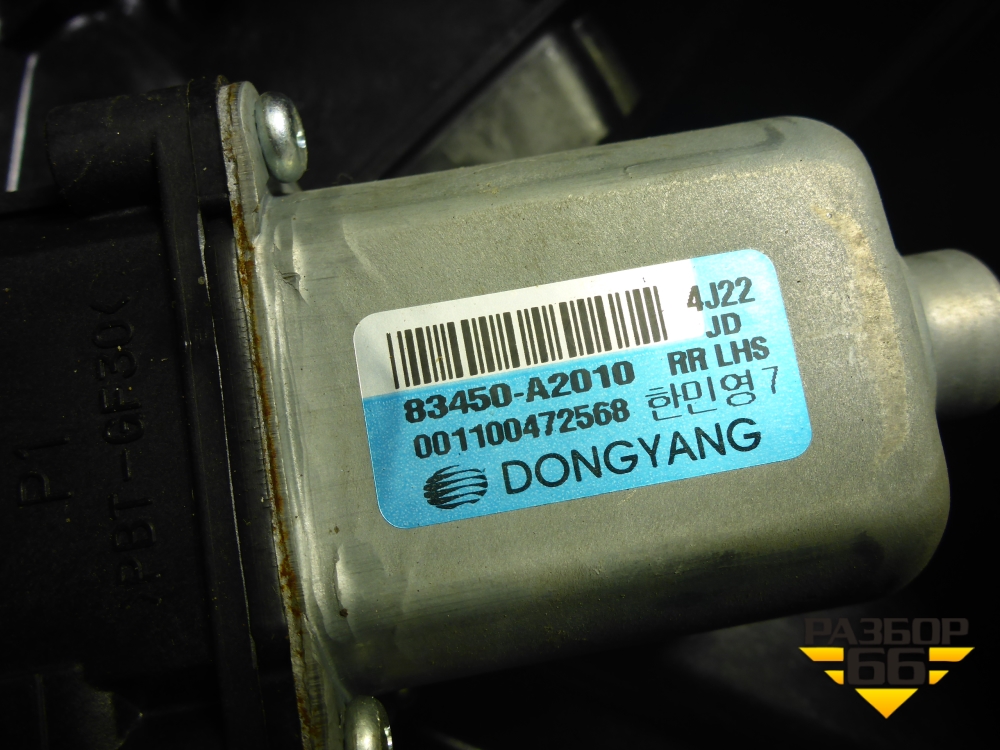 4J22
JD
RR LHS
83450-A2010
001100472568 한민영 7
DONGYANG
P1
>PBT-GF30<
РАЗБОР
66